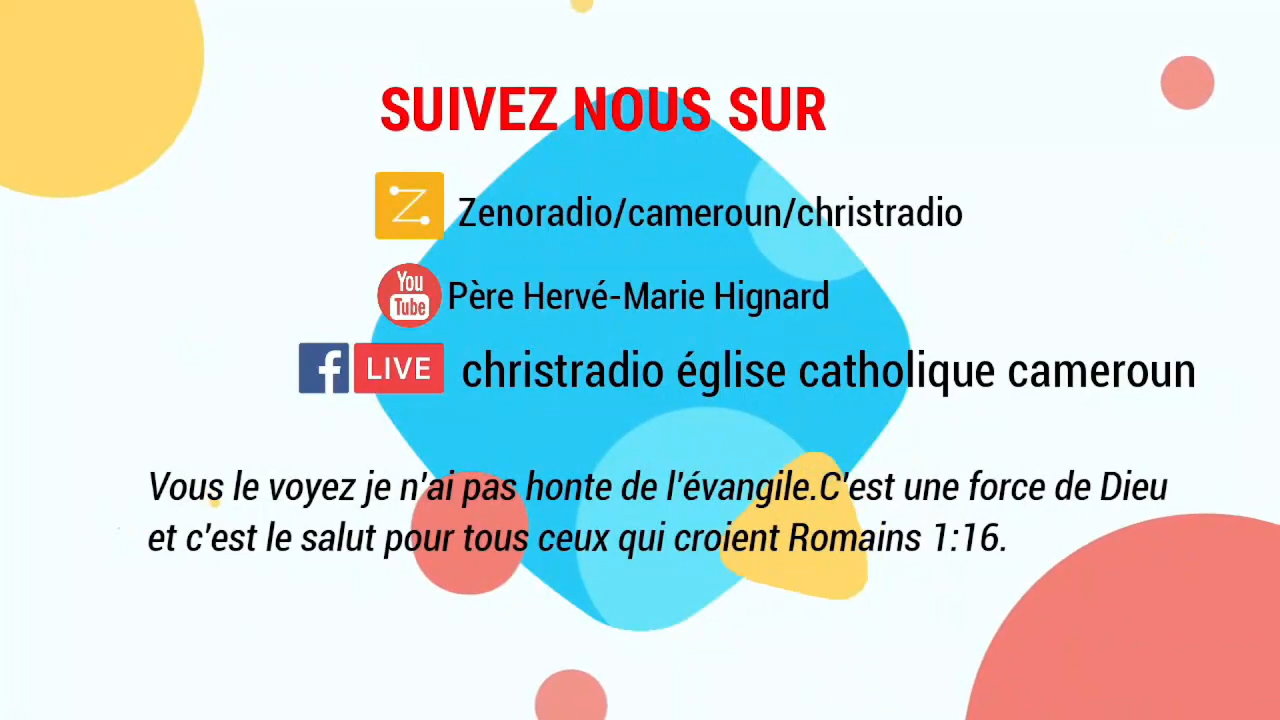 SUIVEZ NOUS SUR
Zenoradio/cameroun/christradio
You
Tube
Père Hervé-Marie Hignard
f LIVE christradio église catholique cameroun
Vous le voyez je n'ai pas honte de l'évangile.C'est une force de Dieu
et c'est le salut pour tous ceux qui croient Romains 1:16.